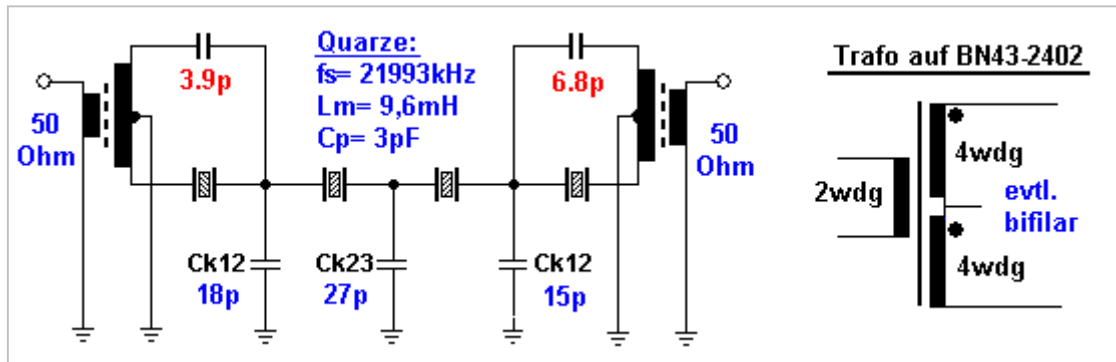 3.9p
50
Ohm
Quarze:
fs= 21993kHz
Lm= 9,6mH
Cp= 3pF
6.8p
50
Ohm
Ck12
18p
Ck23
27p
Ck12
15p
Trafo auf BN43-2402
2wdg
4wdg
evtl.
bifilar
4wdg